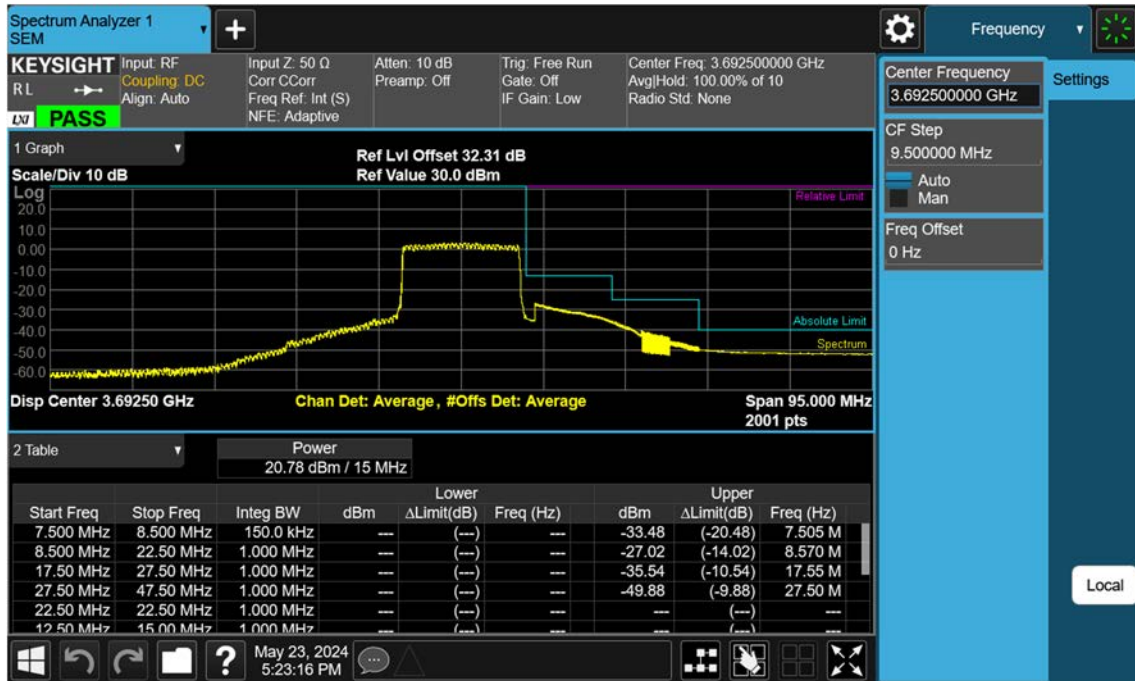 Spectrum Analyzer 1
SEM
Frequency
KEYSIGHT
RL
LXI PASS
Input: RF
Coupling: DC
Align: Auto
Input Z: 50 Ω
Corr CCorr
Freq Ref: Int (S)
NFE: Adaptive
Atten: 10 dB
Preamp: Off
Trig: Free Run
Gate: Off
IF Gain: Low
Center Freq: 3.692500000 GHz
Avg|Hold: 100.00% of 10
Radio Std: None
Center Frequency
3.692500000 GHz
Settings
CF Step
9.500000 MHz
Auto
Man
Freq Offset
0 Hz
1 Graph
Ref Lvl Offset 32.31 dB
Scale/Div 10 dB
Ref Value 30.0 dBm
Log
Relative Limit
20.0
10.0
0.00
-10.0
-20.0
-30.0
-40.0
-50.0
-60.0
Absolute Limit
Spectrum
Disp Center 3.69250 GHz
Chan Det: Average, #Offs Det: Average
Span 95.000 MHz
2001 pts
2 Table
Power
20.78 dBm / 15 MHz
Lower Upper
Start Freq Stop Freq Integ BW dBm ΔLimit(dB) Freq (Hz) dBm ΔLimit(dB) Freq (Hz)
7.500 MHz 8.500 MHz 150.0 kHz --- (---) --- -33.48 (-20.48) 7.505 M
8.500 MHz 22.50 MHz 1.000 MHz --- (---) --- -27.02 (-14.02) 8.570 M
17.50 MHz 27.50 MHz 1.000 MHz --- (---) --- -35.54 (-10.54) 17.55 M
27.50 MHz 47.50 MHz 1.000 MHz --- (---) --- -49.88 (-9.88) 27.50 M
22.50 MHz 22.50 MHz 1.000 MHz --- (---) --- --- (---) ---
12.50 MHz 15.00 MHz 1.000 MHz --- (---) --- --- (---) ---
Local
May 23, 2024
5:23:16 PM